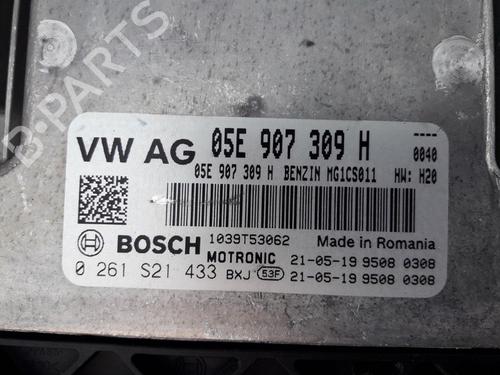 VW AG 05E 907 309 H ----
0040
05E 907 309 H BENZIN MG1CS011 HW: H20
BOSCH 1039T53062 Made in Romania
MOTRONIC 21-05-19 9508 0308
0 261 S21 433 BXJ 53F 21-05-19 9508 0308
B-PARTS